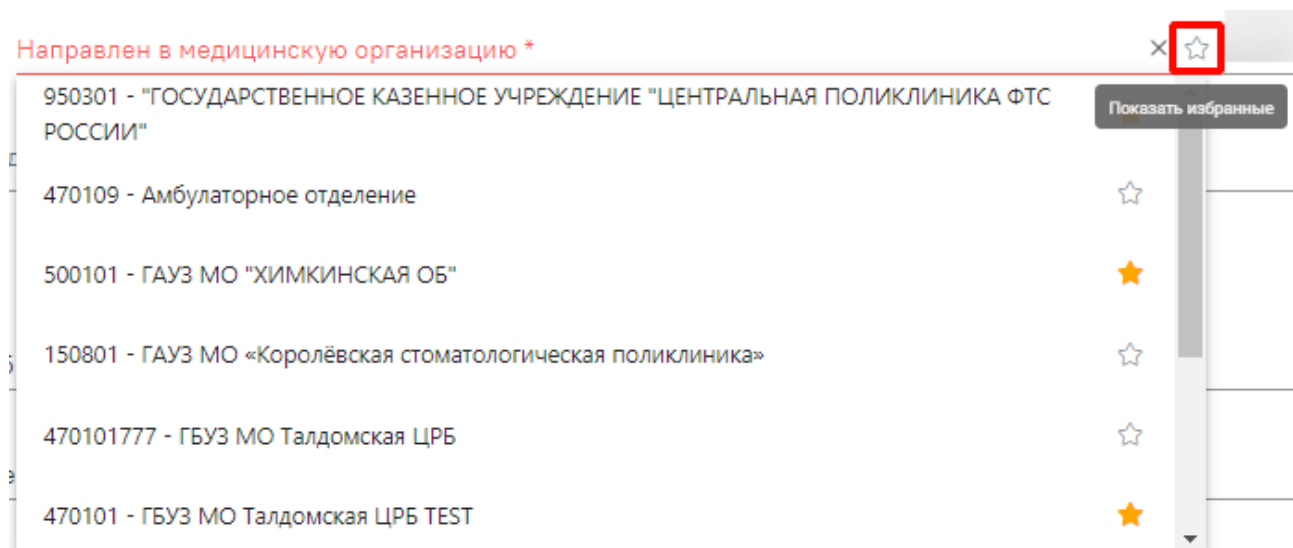 Направлен в медицинскую организацию *
950301 - "ГОСУДАРСТВЕННОЕ КАЗЕННОЕ УЧРЕЖДЕНИЕ "ЦЕНТРАЛЬНАЯ ПОЛИКЛИНИКА ФТС
РОССИИ"
Показать избранные
470109 - Амбулаторное отделение
500101 - ГАУЗ МО "ХИМКИНСКАЯ ОБ"
150801 - ГАУЗ МО «Королёвская стоматологическая поликлиника»
470101777 - ГБУЗ МО Талдомская ЦРБ
470101 - ГБУЗ МО Талдомская ЦРБ TEST